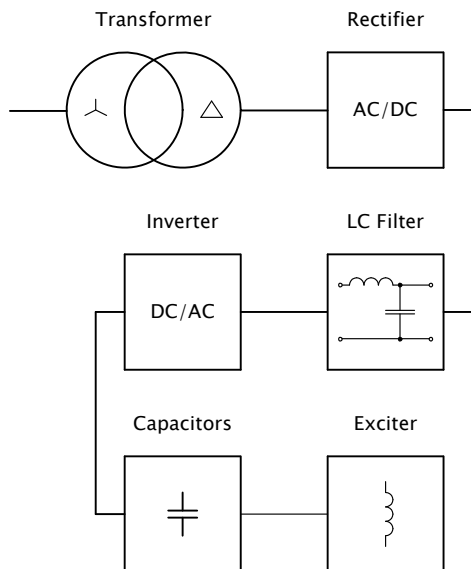 Transformer
Rectifier
AC/DC
Inverter
LC Filter
DC/AC
Capacitors
Exciter